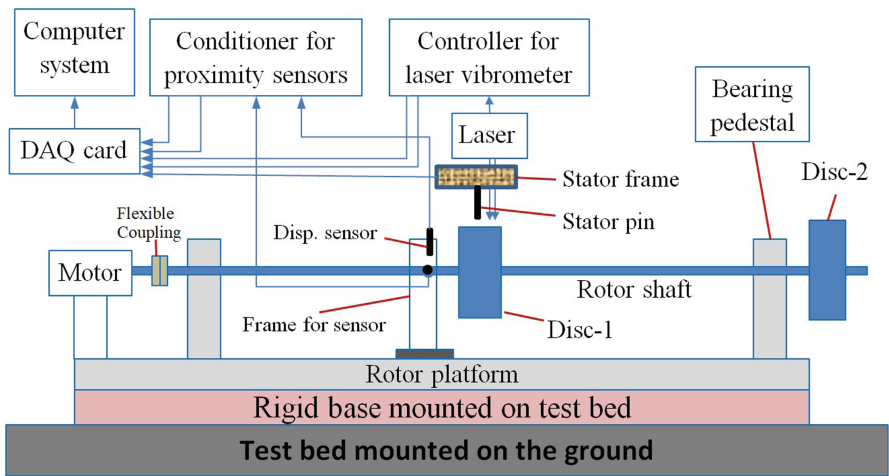 Computer
system
Conditioner for
proximity sensors
Controller for
laser vibrometer
Bearing
pedestal
Laser
DAQ card
Stator frame
Disc-2
Stator pin
Flexible
Coupling
Disp. sensor
Motor
Rotor shaft
Frame for sensor
Disc-1
Rotor platform
Rigid base mounted on test bed
Test bed mounted on the ground